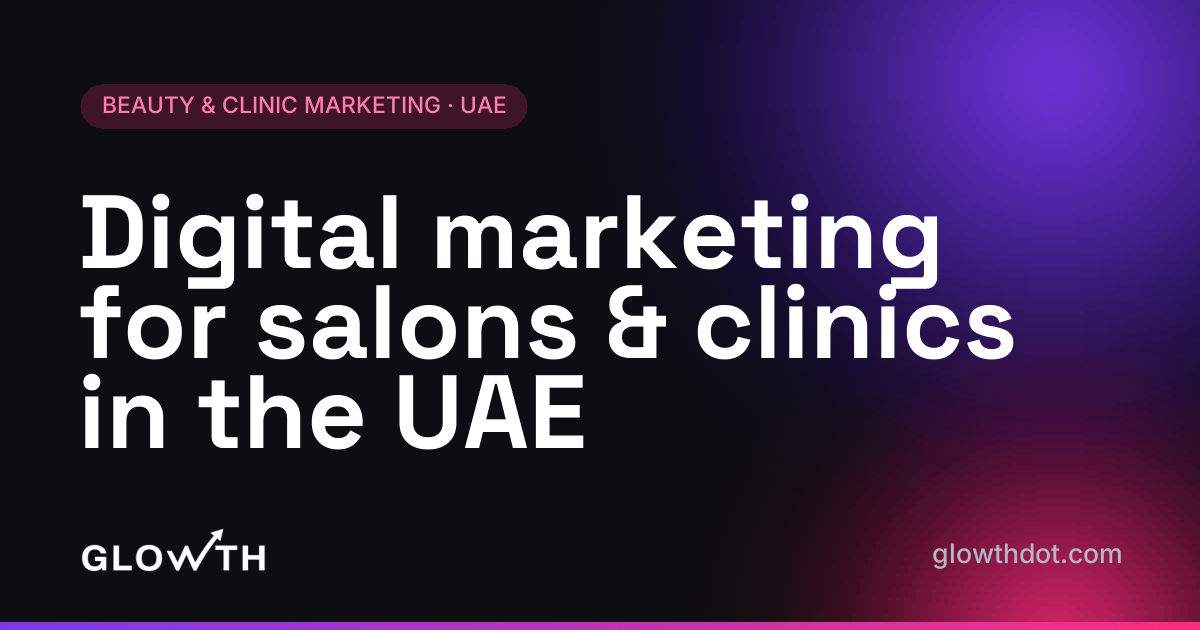 BEAUTY & CLINIC MARKETING · UAE
Digital marketing
for salons & clinics
in the UAE
GLOWTH
glowthdot.com